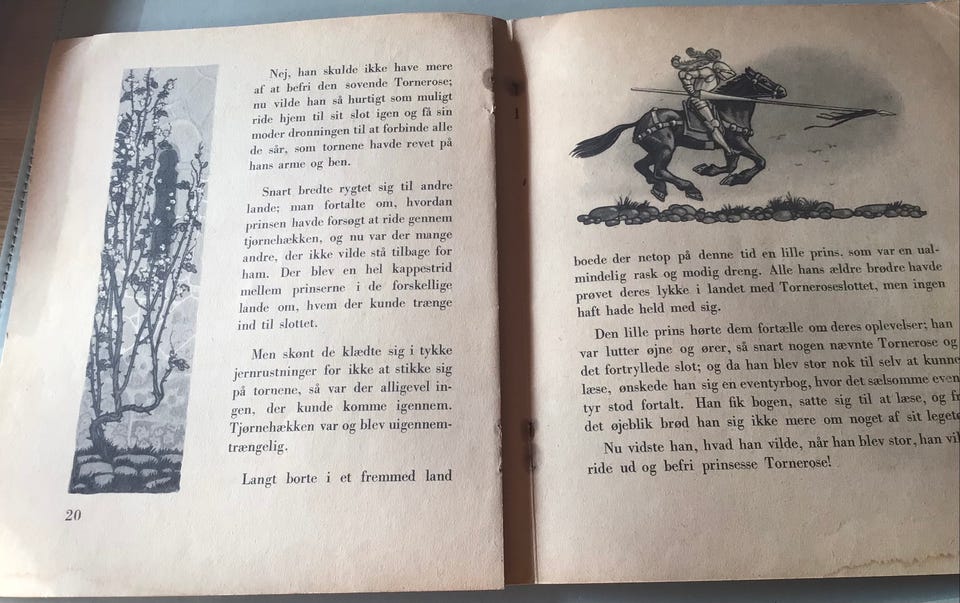 Nej, han skulde ikke have mere
af at befri den sovende Tornerose;
nu vilde han så hurtigt som muligt
ride hjem til sit slot igen og få sin
moder dronningen til at forbinde alle
de sår, som tornene havde revet på
hans arme og ben.
Snart bredte rygtet sig til andre
lande; man fortalte om, hvordan
prinsen havde forsøgt at ride gennem
tjørnehækken, og nu var der mange
andre, der ikke vilde stå tilbage for
ham. Der blev en hel kappestrid
mellem prinserne i de forskellige
lande om, hvem der kunde trænge
ind til slottet.
Men skønt de klædte sig i tykke
jernrustninger for ikke at stikke sig
på tornene, så var der alligevel in-
gen, der kunde komme igennem.
Tjørnehækken var og blev uigennem-
trængelig.
Langt borte i et fremmed land
20
boede der netop på denne tid en lille prins. som var en ual-
mindelig rask og modig dreng. Alle hans ældre brødre havde
prøvet deres lykke i landet med Torneroseslottet, men ingen
haft hade held med sig.
Den lille prins hørte dem fortælle om deres oplevelser; han
var lutter øjne og ører, så snart nogen nævnte Tornerose og
det fortryllede slot; og da han blev stor nok til selv at kunne
læse, ønskede han sig en eventyrbog, hvor det sælsomme even
tyr stod fortalt. Han fik bogen, satte sig til at læse, og fr
det øjeblik brød han sig ikke mere om noget af sit leget
Nu vidste han, hvad han vilde, når han blev stor, han vil
ride ud og befri prinsesse Tornerose!